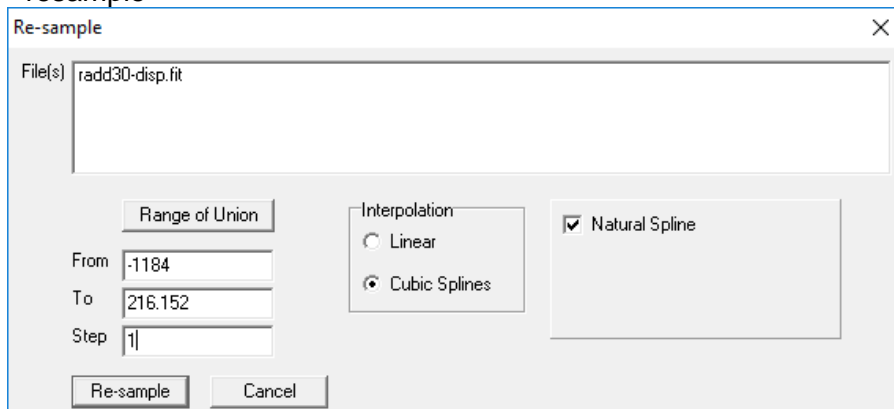 resample
Re-sample
File(s)
radd30-disp.fit
Range of Union
From -1184
To 216.152
Step 1
Interpolation
Linear
Cubic Splines
Natural Spline
Re-sample Cancel